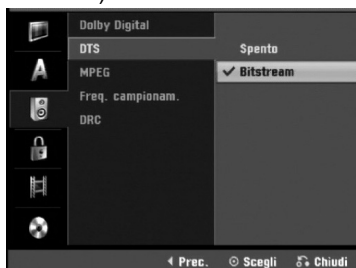 Dolby Digital
DTS
MPEG
Freq. campionam.
DRC
Spento
Bitstream
Prec.
Scegli
Chiudi